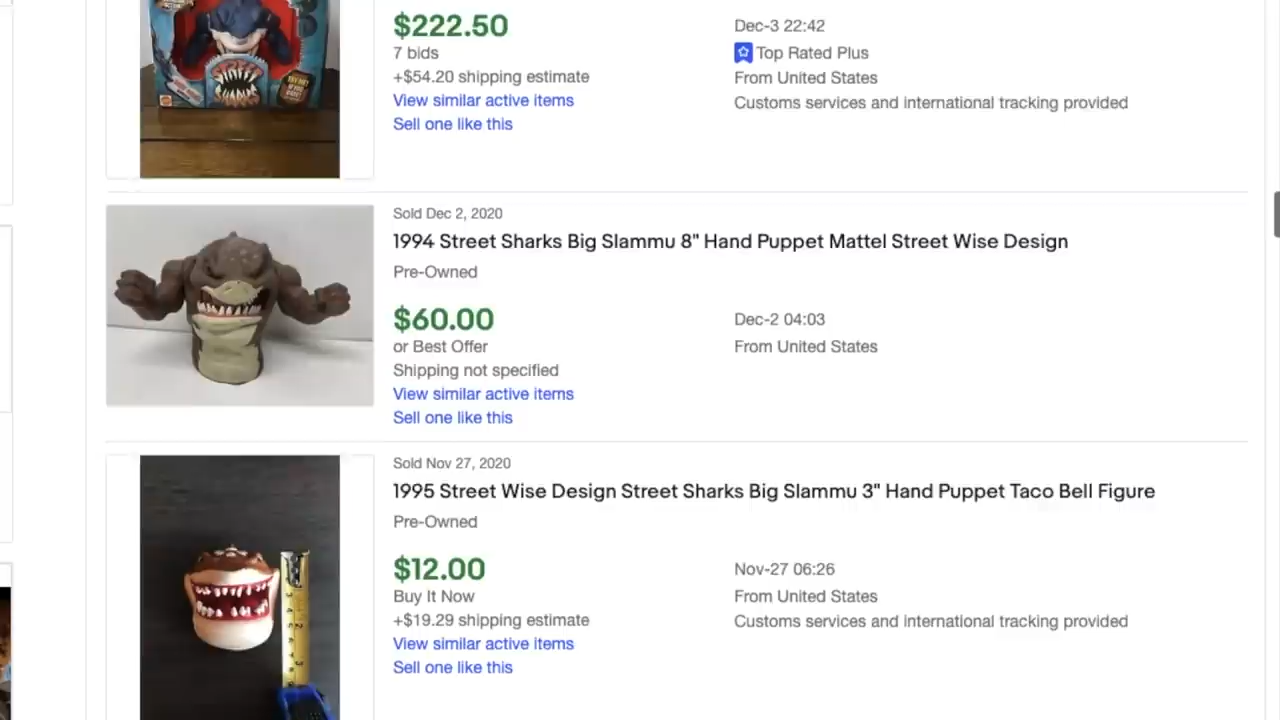 $222.50
Dec-3 22:42
7 bids
Top Rated Plus
+$54.20 shipping estimate
From United States
View similar active items
Customs services and international tracking provided
Sell one like this
Sold Dec 2, 2020
1994 Street Sharks Big Slammu 8" Hand Puppet Mattel Street Wise Design
Pre-Owned
$60.00
Dec-2 04:03
or Best Offer
From United States
Shipping not specified
View similar active items
Sell one like this
Sold Nov 27, 2020
1995 Street Wise Design Street Sharks Big Slammu 3" Hand Puppet Taco Bell Figure
Pre-Owned
$12.00
Nov-27 06:26
Buy It Now
From United States
+$19.29 shipping estimate
Customs services and international tracking provided
View similar active items
Sell one like this